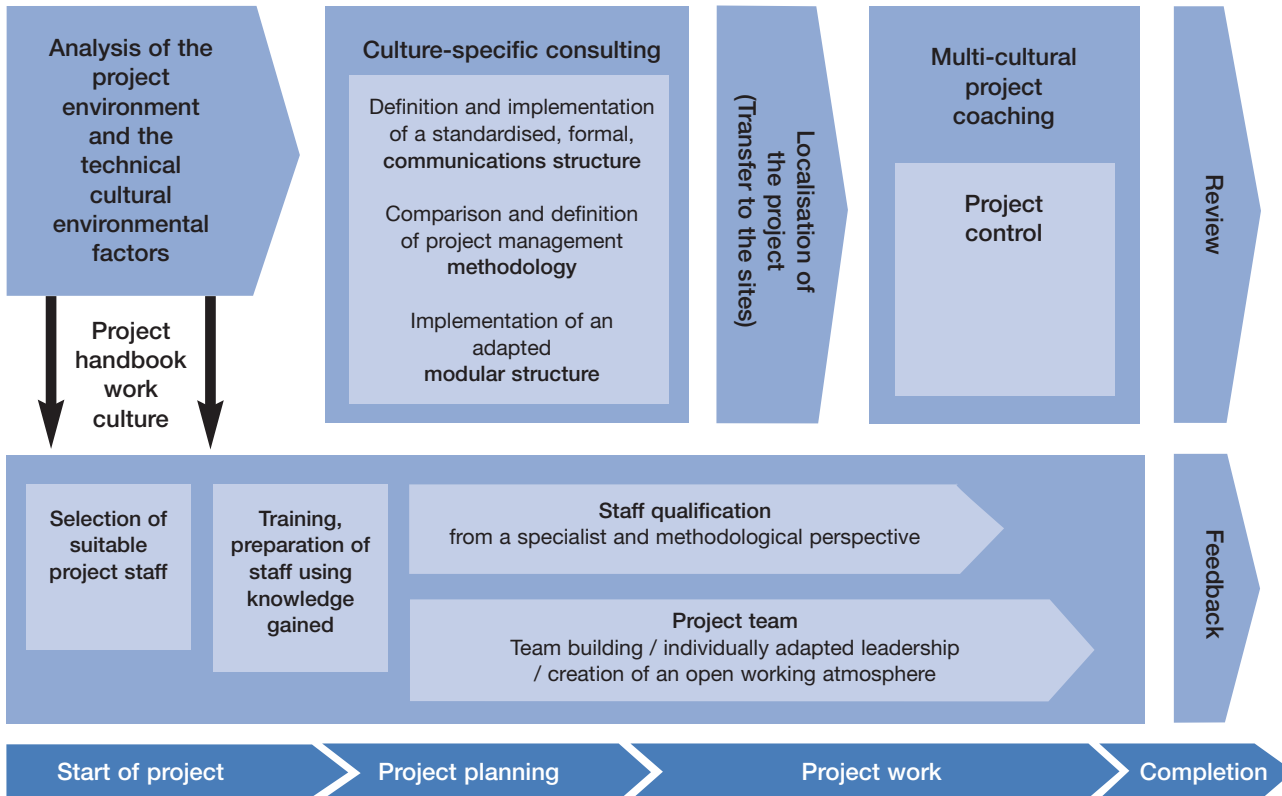 Analysis of the
project
environment
and the
technical
cultural
environmental
factors
Project
handbook
work
culture
Culture-specific consulting
Definition and implementation
of a standardised, formal,
communications structure
Comparison and definition
of project management
methodology
Implementation of an
adapted
modular structure
Localisation of
the project
(Transfer to the sites)
Multi-cultural
project
coaching
Project
control
Review
Selection of
suitable
project staff
Training,
preparation of
staff using
knowledge
gained
Staff qualification
from a specialist and methodological perspective
Project team
Team building / individually adapted leadership
/ creation of an open working atmosphere
Feedback
Start of project
Project planning
Project work
Completion